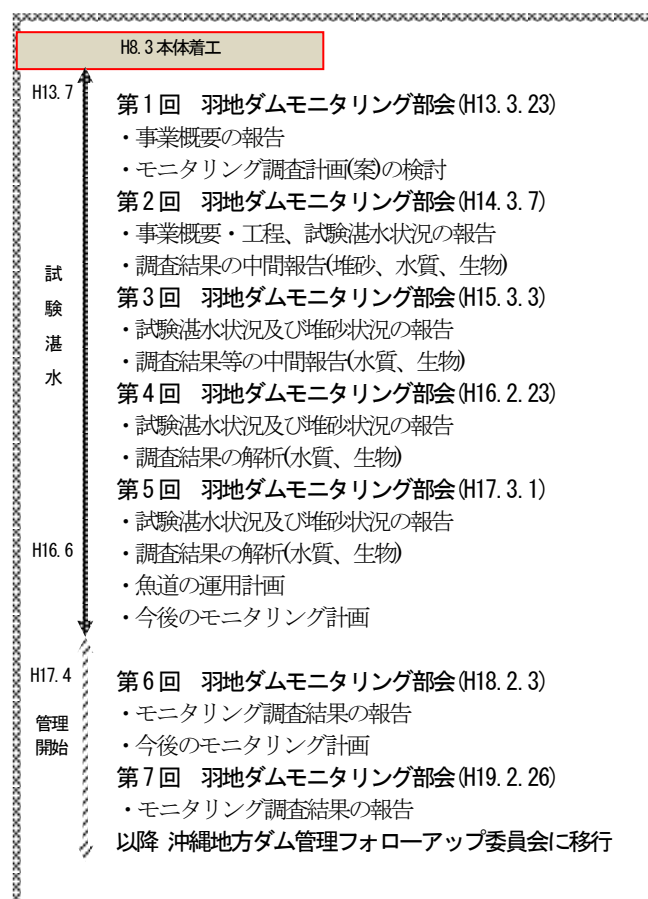 H8.3本体着工
H13.7
第1回 羽地ダムモニタリング部会(H13.3.23)
・事業概要の報告
・モニタリング調査計画(案)の検討
第2回 羽地ダムモニタリング部会(H14.3.7)
・事業概要・工程、試験湛水状況の報告
・調査結果の中間報告(堆砂、水質、生物)
第3回 羽地ダムモニタリング部会(H15.3.3)
・試験湛水状況及び堆砂状況の報告
・調査結果等の中間報告(水質、生物)
第4回 羽地ダムモニタリング部会(H16.2.23)
・試験湛水状況及び堆砂状況の報告
・調査結果の解析(水質、生物)
第5回 羽地ダムモニタリング部会(H17.3.1)
・試験湛水状況及び堆砂状況の報告
・調査結果の解析(水質、生物)
・魚道の運用計画
・今後のモニタリング計画
試
験
湛
水
H16.6
H17.4
管理
開始
第6回 羽地ダムモニタリング部会(H18.2.3)
・モニタリング調査結果の報告
・今後のモニタリング計画
第7回 羽地ダムモニタリング部会(H19.2.26)
・モニタリング調査結果の報告
以降 沖縄地方ダム管理フォローアップ委員会に移行